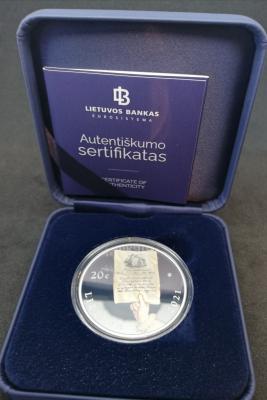 LIETUVOS BANKAS
EUROSISTEMA
Autentiškumo
sertifikatas
CERTIFICATE OF
AUTHENTICITY
20 €